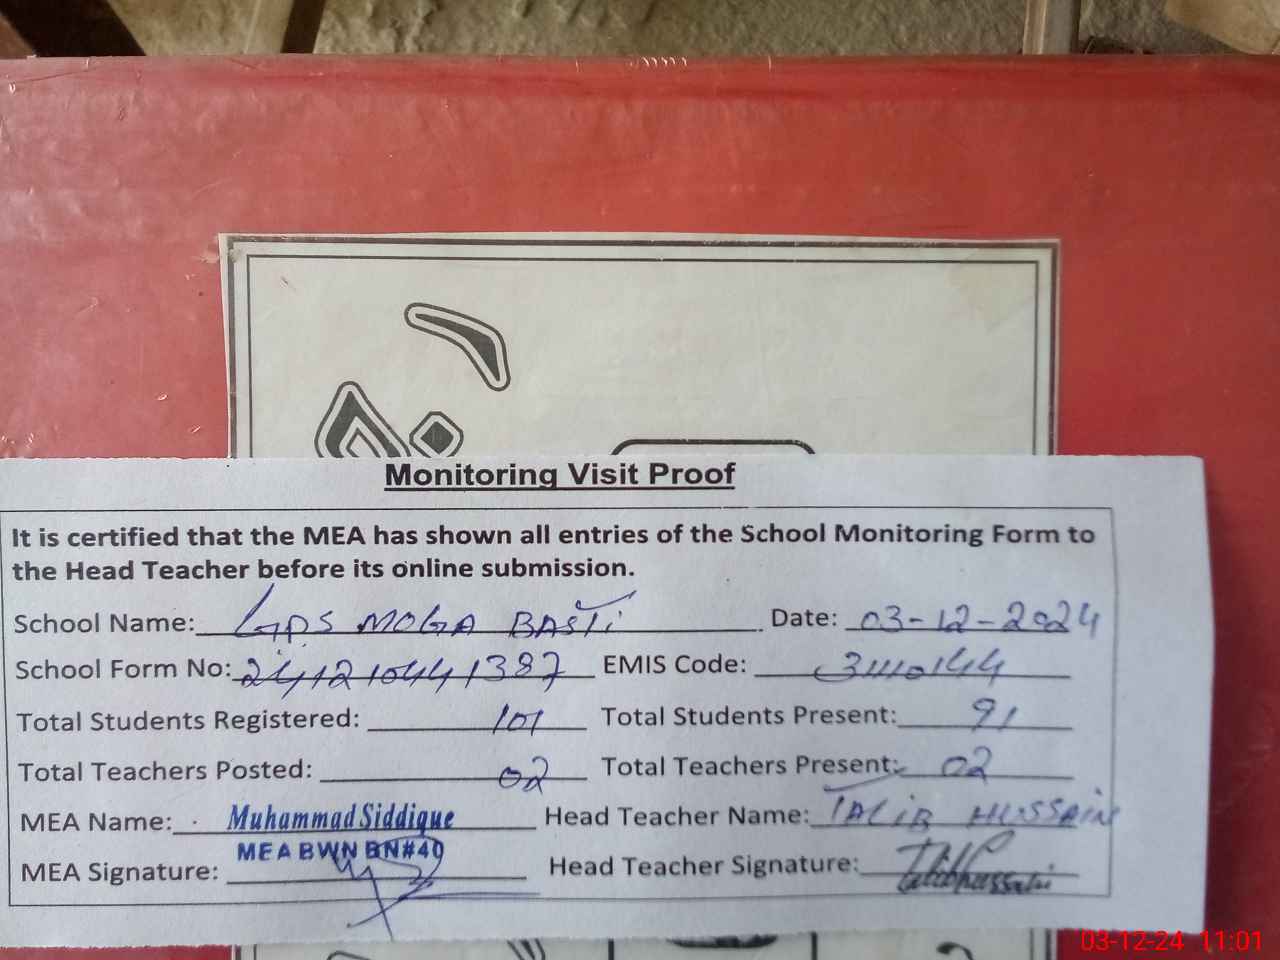 Monitoring Visit Proof
It is certified that the MEA has shown all entries of the School Monitoring Form to
the Head Teacher before its online submission.
School Name: GPS MOGA BASTi Date: 03-12-2024
School Form No: 241210441387 EMIS Code: 31110144
Total Students Registered: 101 Total Students Present: 91
Total Teachers Posted: 02 Total Teachers Present: 02
MEA Name: Muhammad Siddique Head Teacher Name: TALIB HUSSAIN
MEA BWN BN#40
MEA Signature: Head Teacher Signature:
03-12-24 11:01